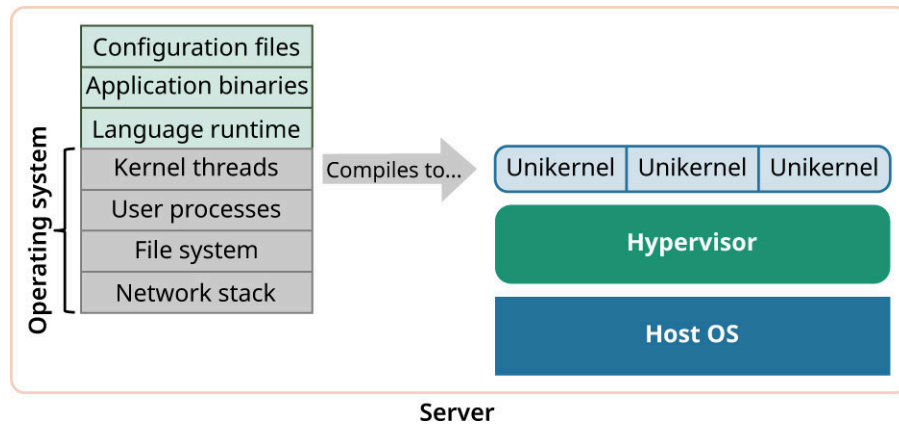 Configuration files
Application binaries
Language runtime
Kernel threads
User processes
File system
Network stack
Operating system
Compiles to...
Unikernel Unikernel Unikernel
Hypervisor
Host OS
Server